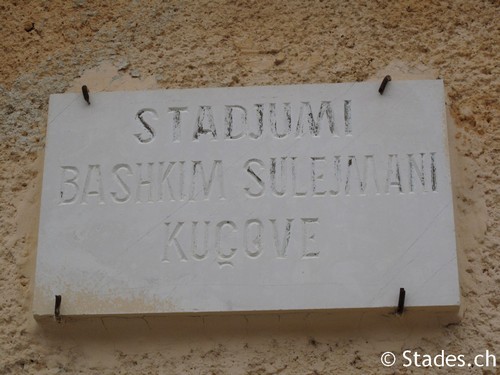 STADJUMI
BASHKIM SULEJMANI
KUÇOVE
© Stades.ch